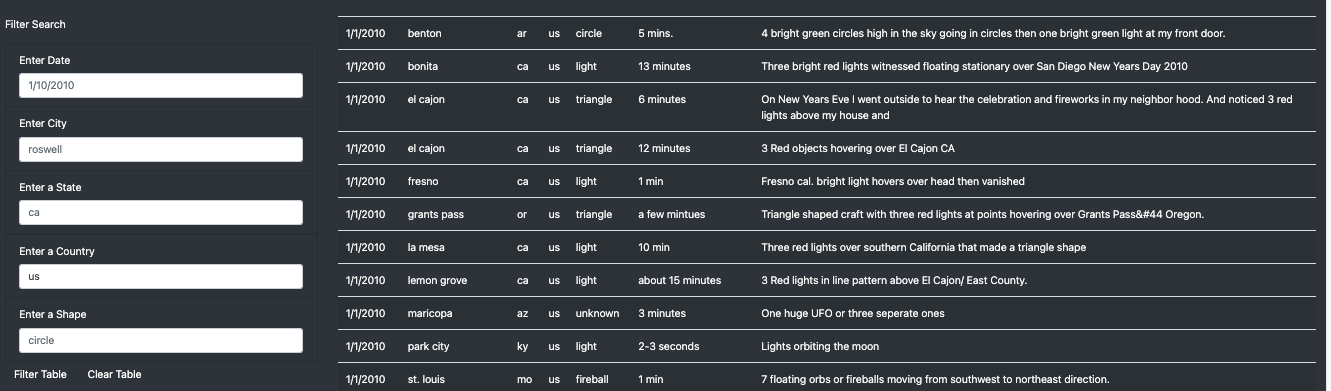 Filter Search
Enter Date
1/10/2010
Enter City
roswell
Enter a State
ca
Enter a Country
us
Enter a Shape
circle
Filter Table Clear Table
1/1/2010 benton ar us circle 5 mins. 4 bright green circles high in the sky going in circles then one bright green light at my front door.
1/1/2010 bonita ca us light 13 minutes Three bright red lights witnessed floating stationary over San Diego New Years Day 2010
1/1/2010 el cajon ca us triangle 6 minutes On New Years Eve I went outside to hear the celebration and fireworks in my neighbor hood. And noticed 3 red
lights above my house and
1/1/2010 el cajon ca us triangle 12 minutes 3 Red objects hovering over El Cajon CA
1/1/2010 fresno ca us light 1 min Fresno cal. bright light hovers over head then vanished
1/1/2010 grants pass or us triangle a few mintues Triangle shaped craft with three red lights at points hovering over Grants Pass&#44 Oregon.
1/1/2010 la mesa ca us light 10 min Three red lights over southern California that made a triangle shape
1/1/2010 lemon grove ca us light about 15 minutes 3 Red lights in line pattern above El Cajon/ East County.
1/1/2010 maricopa az us unknown 3 minutes One huge UFO or three seperate ones
1/1/2010 park city ky us light 2-3 seconds Lights orbiting the moon
1/1/2010 st. louis mo us fireball 1 min 7 floating orbs or fireballs moving from southwest to northeast direction.